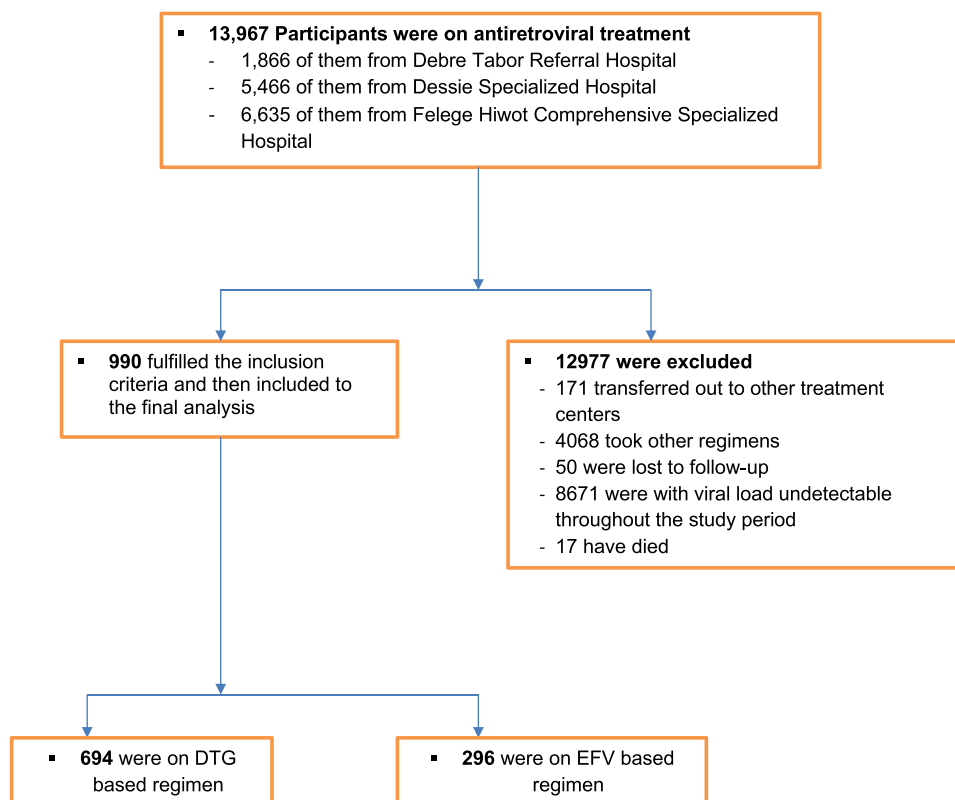 ▪ 13,967 Participants were on antiretroviral treatment
- 1,866 of them from Debre Tabor Referral Hospital
- 5,466 of them from Dessie Specialized Hospital
- 6,635 of them from Felege Hiwot Comprehensive Specialized
Hospital
▪ 990 fulfilled the inclusion
criteria and then included to
the final analysis
▪ 12977 were excluded
- 171 transferred out to other treatment
centers
- 4068 took other regimens
- 50 were lost to follow-up
- 8671 were with viral load undetectable
throughout the study period
- 17 have died
▪ 694 were on DTG
based regimen
▪ 296 were on EFV based
regimen